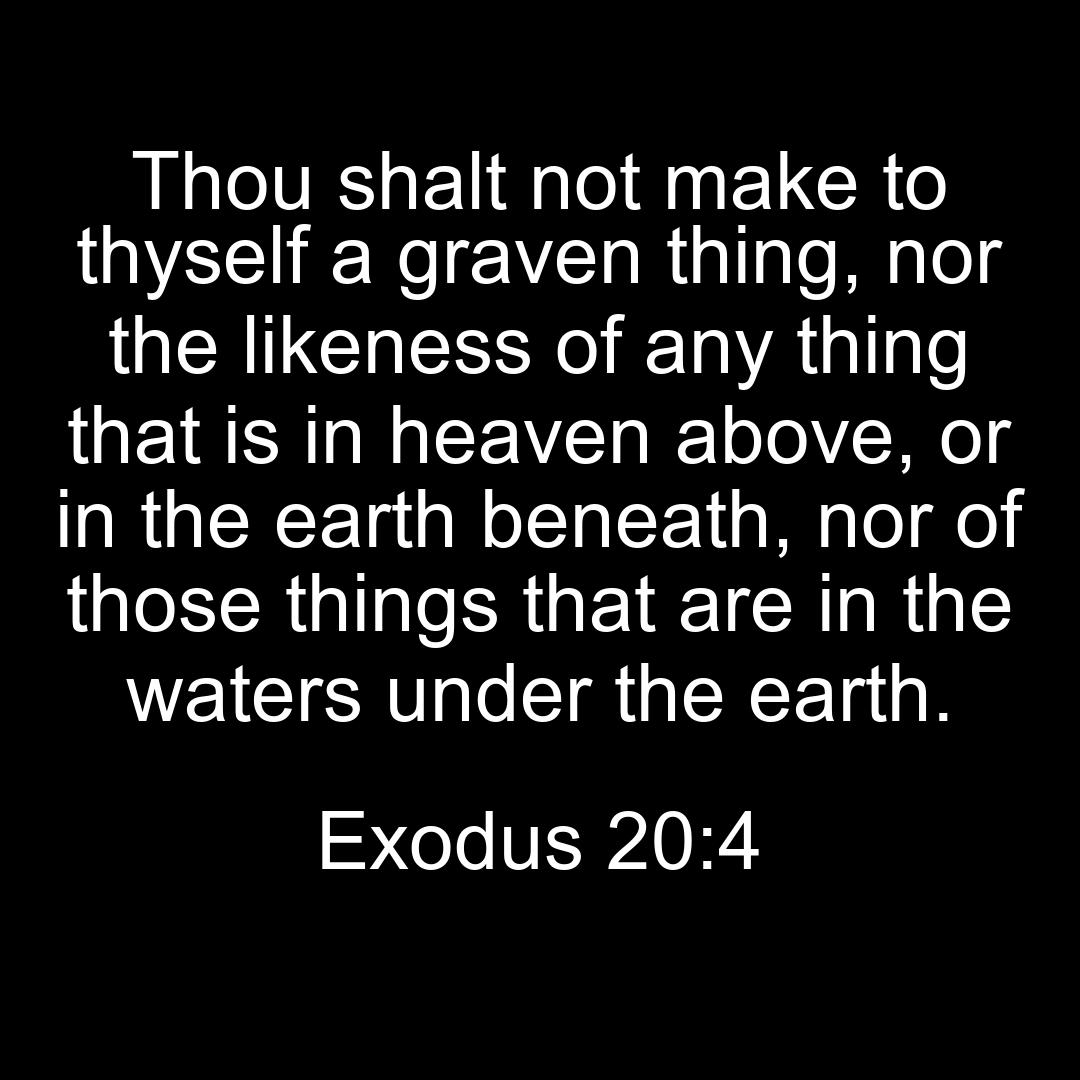 Thou shalt not make to
thyself a graven thing, nor
the likeness of any thing
that is in heaven above, or
in the earth beneath, nor of
those things that are in the
waters under the earth.
Exodus 20:4